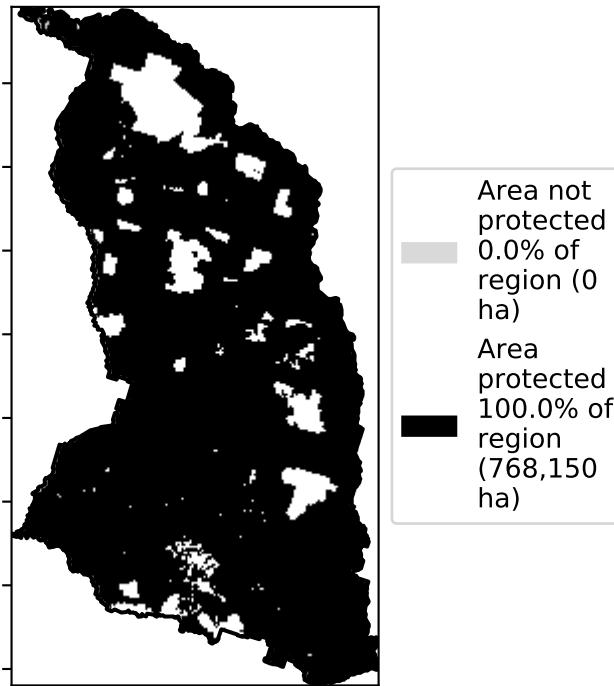 Area not
protected
0.0% of
region (0
ha)
Area
protected
100.0% of
region
(768,150
ha)